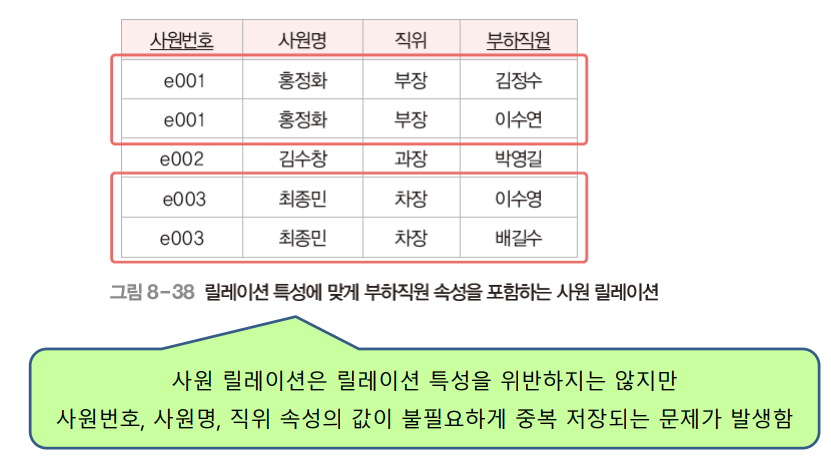 사원번호 사원명 직위 부하직원
e001 홍정화 부장 김정수
e001 홍정화 부장 이수연
e002 김수창 과장 박영길
e003 최종민 차장 이수영
e003 최종민 차장 배길수
그림 8-38 릴레이션 특성에 맞게 부하직원 속성을 포함하는 사원 릴레이션
사원 릴레이션은 릴레이션 특성을 위반하지는 않지만
사원번호, 사원명, 직위 속성의 값이 불필요하게 중복 저장되는 문제가 발생함